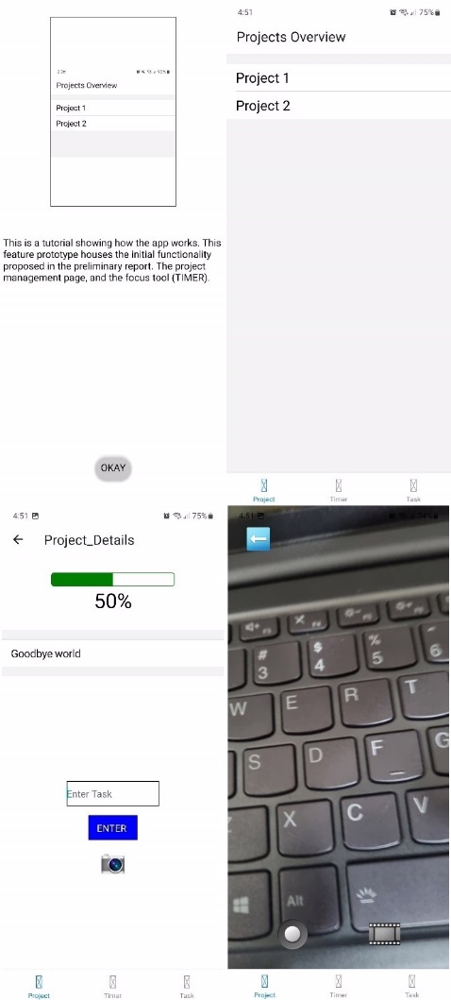 Projects Overview
Project 1
Project 2
This is a tutorial showing how the app works. This
feature prototype houses the initial functionality
proposed in the preliminary report. The project
management page, and the focus tool (TIMER).
OKAY
4:51
75%
Projects Overview
Project 1
Project 2
Project
Timer
Task
4:51
75%
Project_Details
50%
Goodbye world
Enter Task
ENTER
Project
Timer
Task
4:51
#
3
$
4
%
5
6
W
E
R
T
S
D
F
G
X
C
V
Alt
Project
Timer
Task